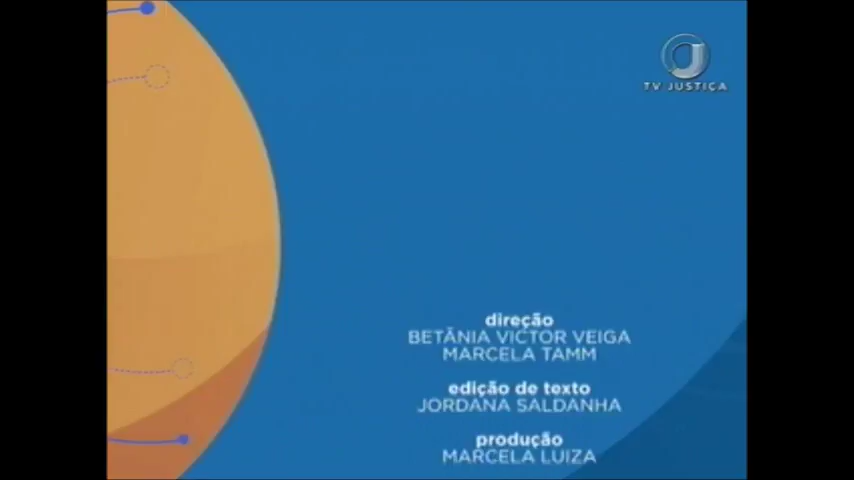 TV JUSTIÇA
direção
BETÂNIA VICTOR VEIGA
MARCELA TAMM
edição de texto
JORDANA SALDANHA
produção
MARCELA LUIZA